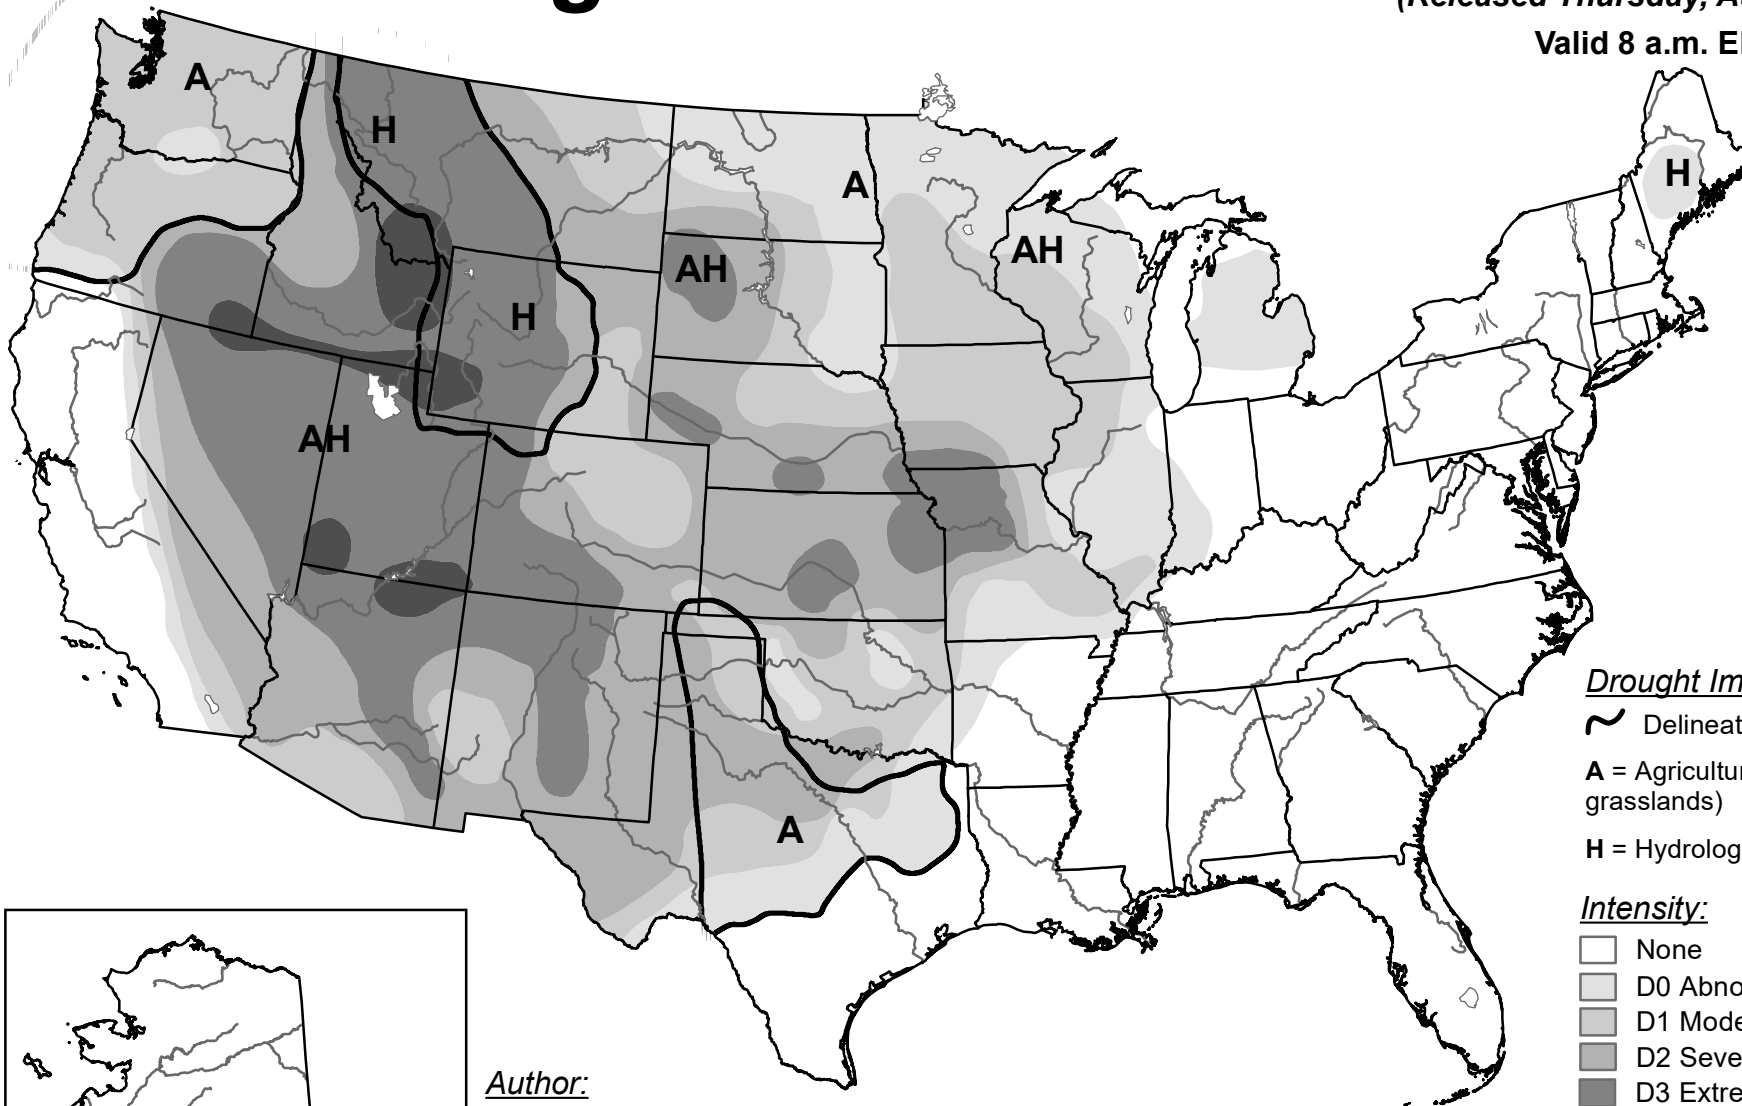 (Released Thursday, Au
Valid 8 a.m. E
A
H
A
H
AH
AH
H
AH
A
Drought Im
Delineat
A = Agricultur
grasslands)
H = Hydrolog
Intensity:
None
D0 Abno
D1 Mode
D2 Seve
D3 Extre
Author: